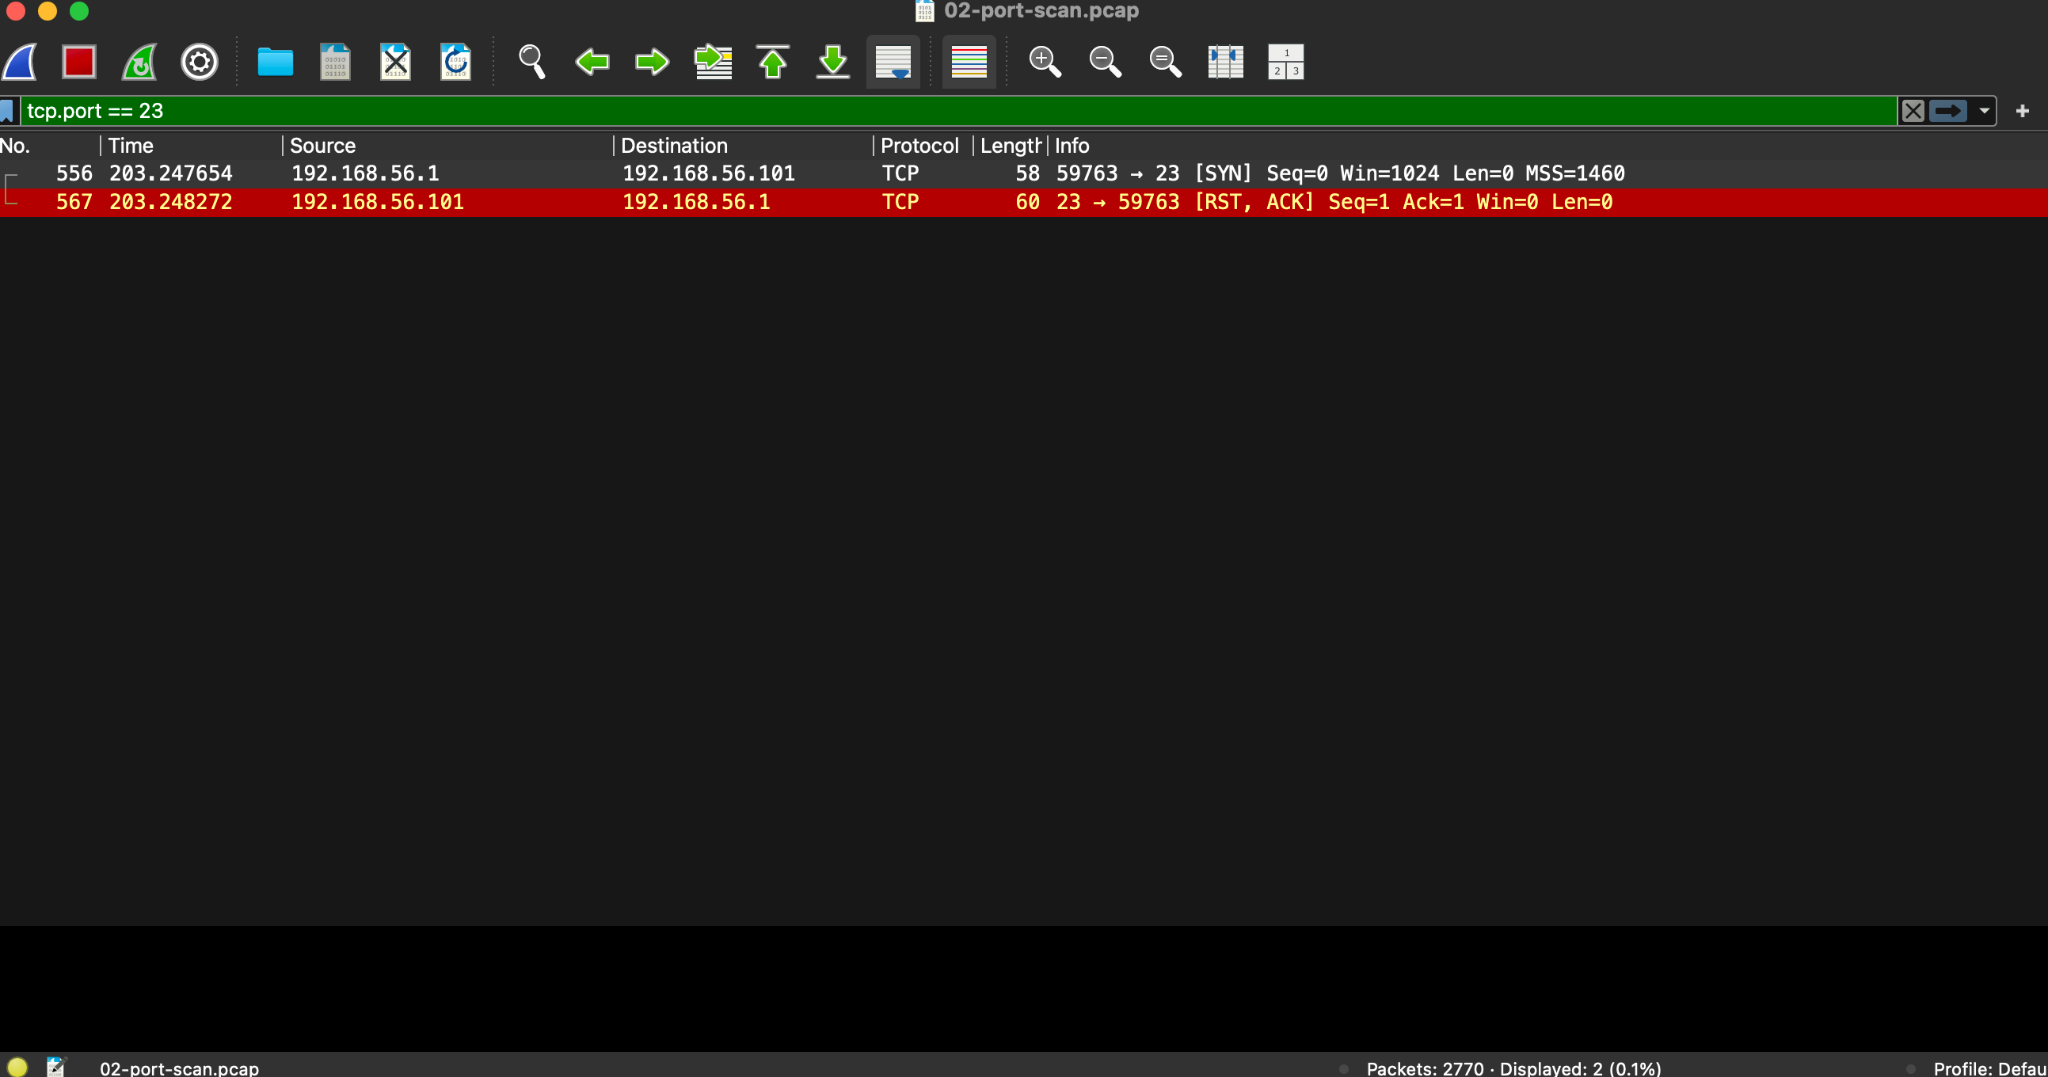 02-port-scan.pcap
tcp.port == 23
No. Time Source Destination Protocol Length Info
556 203.247654 192.168.56.1 192.168.56.101 TCP 58 59763 → 23 [SYN] Seq=0 Win=1024 Len=0 MSS=1460
567 203.248272 192.168.56.101 192.168.56.1 TCP 60 23 → 59763 [RST, ACK] Seq=1 Ack=1 Win=0 Len=0
02-port-scan.pcap Packets: 2770 · Displayed: 2 (0.1%) Profile: Defau